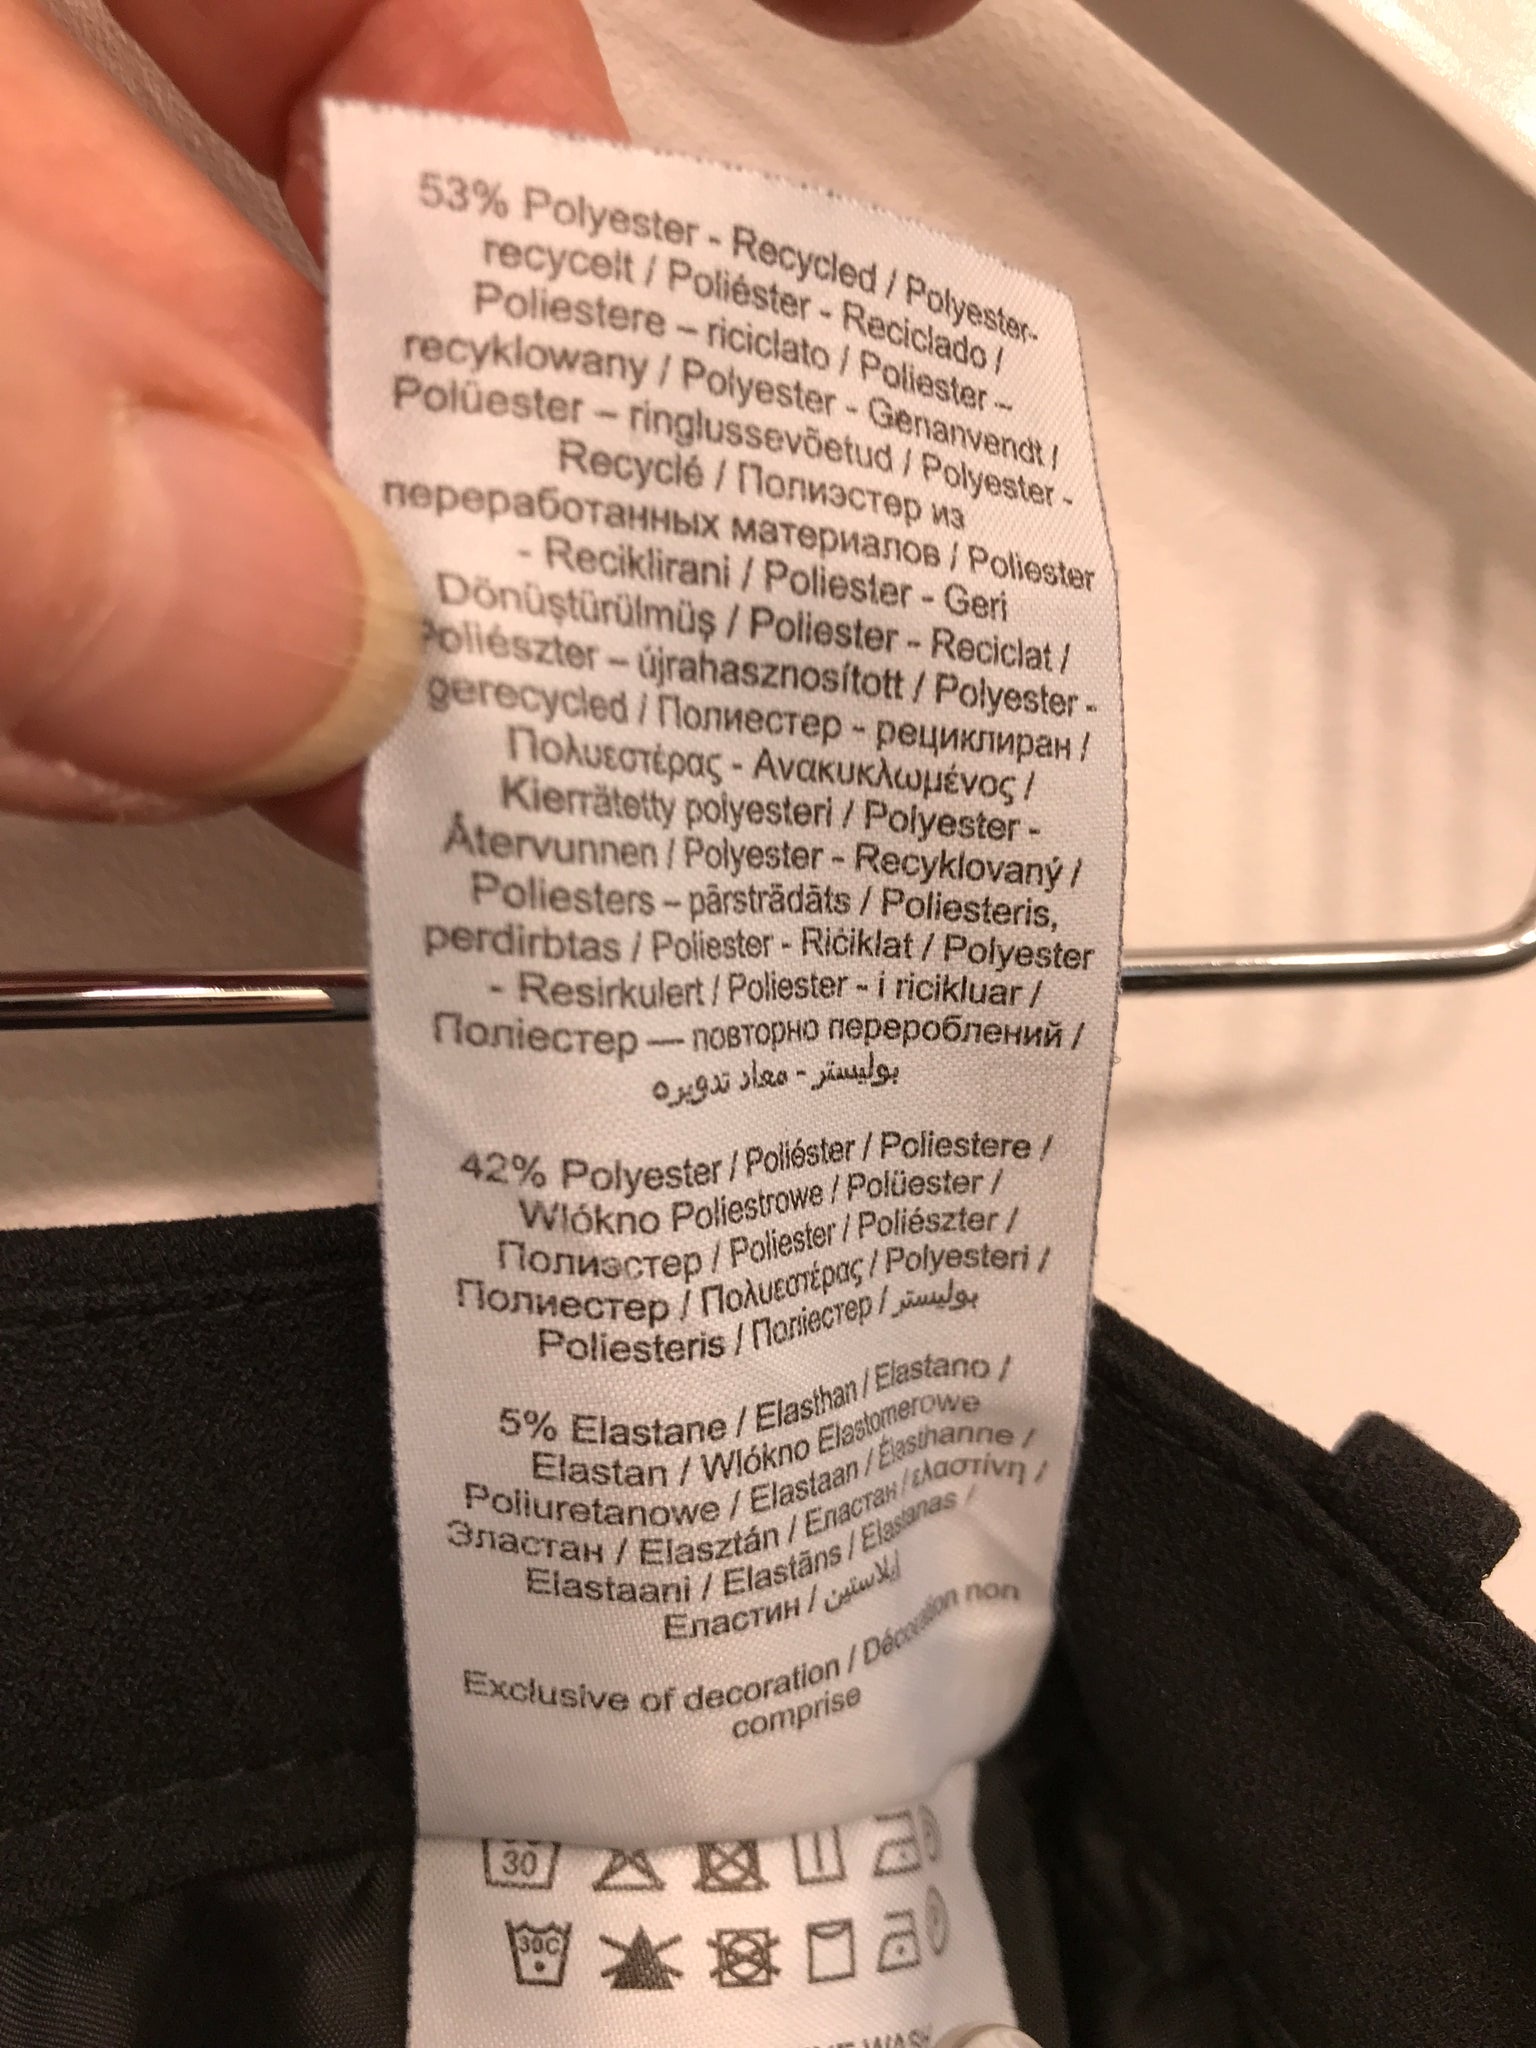 53% Polyester - Recycled / Polyester-
recycelt / Poliéster - Reciclado /
Poliestere – riciclato / Poliester –
recyklowany / Polyester - Genanvendt /
Polüester – ringlussevõetud / Polyester -
Recyclé / Полиэстер из
переработанных материалов / Poliester
- Reciklirani / Poliester - Geri
Dönüştürülmüş / Poliester - Reciclat /
Poliészter – újrahasznosított / Polyester -
gerecycled / Полиестер - рециклиран /
Πολυεστέρας - Ανακυκλωμένος /
Kierrätetty polyesteri / Polyester -
Återvunnen / Polyester - Recyklovaný /
Poliesters – pārstrādāts / Poliesteris,
perdirbtas / Poliester - Riċiklat / Polyester
- Resirkulert / Poliester - i ricikluar /
Поліестер — повторно перероблений /
بوليستر - معاد تدويره
42% Polyester / Poliéster / Poliestere /
Wlókno Poliestrowe / Polüester /
Полиэстер / Poliester / Poliészter /
Полиестер / Πολυεστέρας / Polyesteri /
Poliesteris / Поліестер / بوليستر
5% Elastane / Elasthan / Elastano /
Elastan / Wlókno Elastomerowe
Poliuretanowe / Elastaan / Élasthanne /
Эластан / Elasztán / Еластан / ελαστίνη /
Elastaani / Elastāns / Elastanas /
Еластин / إيلاستين
Exclusive of decoration / Décoration non
comprise
30
30C
WASH